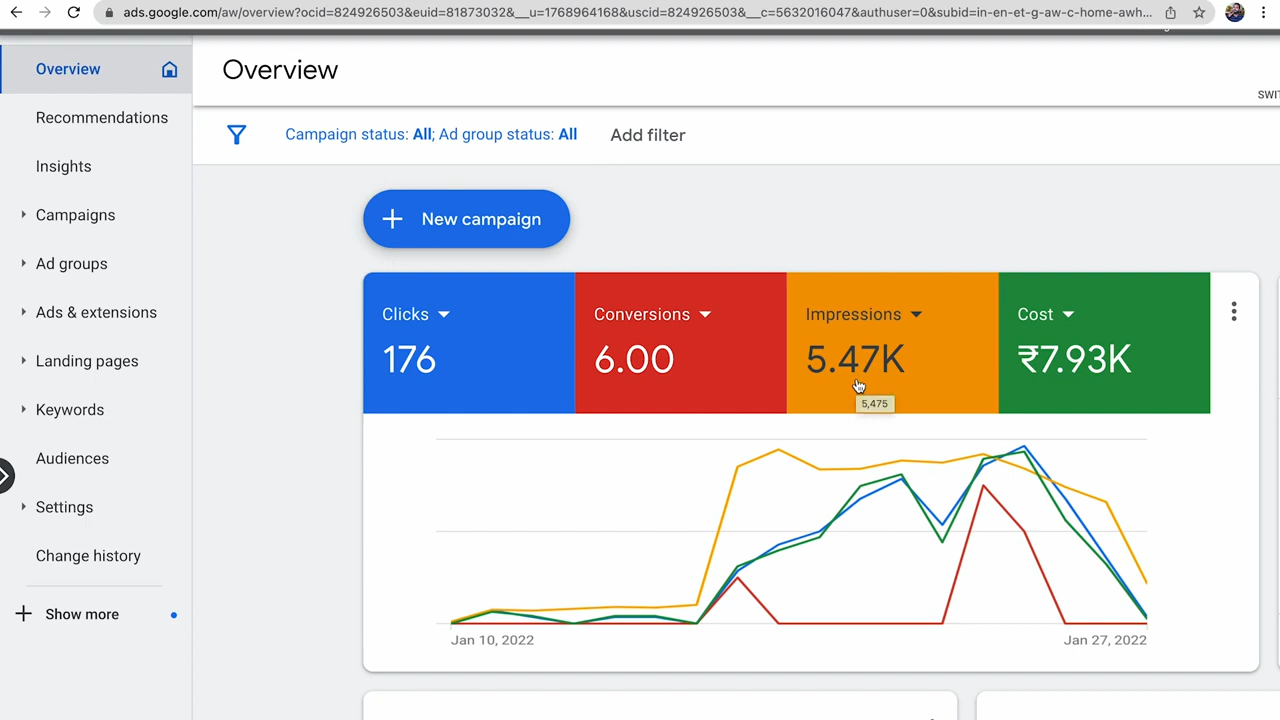 ads.google.com/aw/overview?ocid=824926503&euid=81873032&__u=1768964168&uscid=824926503&__c=5632016047&authuser=0&subid=in-en-et-g-aw-c-home-awh...
Overview
Recommendations
Insights
Campaigns
Ad groups
Ads & extensions
Landing pages
Keywords
Audiences
Settings
Change history
Show more
Overview
SWIT
Campaign status: All; Ad group status: All
Add filter
New campaign
Clicks
176
Conversions
6.00
Impressions
5.47K
5,475
Cost
₹7.93K
Jan 10, 2022
Jan 27, 2022